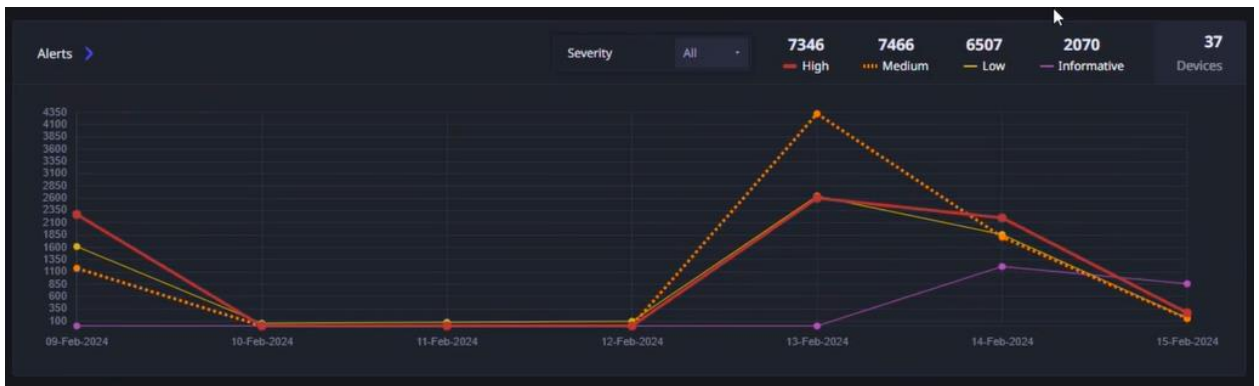 Alerts
Severity
All
7346
High
7466
Medium
6507
Low
2070
Informative
37
Devices
4350
4100
3850
3600
3350
3100
2850
2600
2350
2100
1850
1600
1350
1100
850
600
350
100
09-Feb-2024
10-Feb-2024
11-Feb-2024
12-Feb-2024
13-Feb-2024
14-Feb-2024
15-Feb-2024